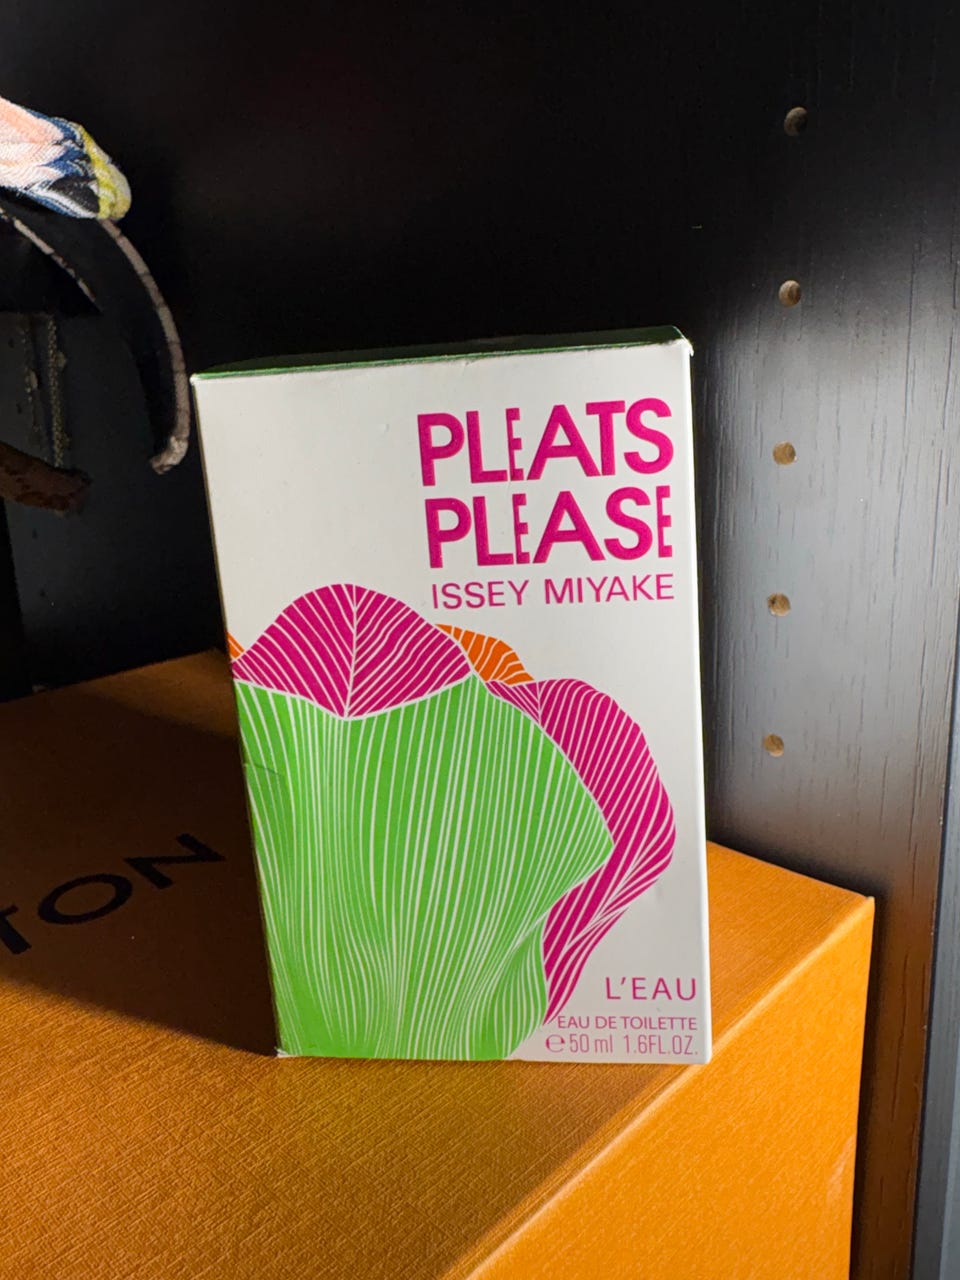 PLEATS
PLEASE
ISSEY MIYAKE
TON
L'EAU
EAU DE TOILETTE
℮ 50 ml 1.6FL.OZ.